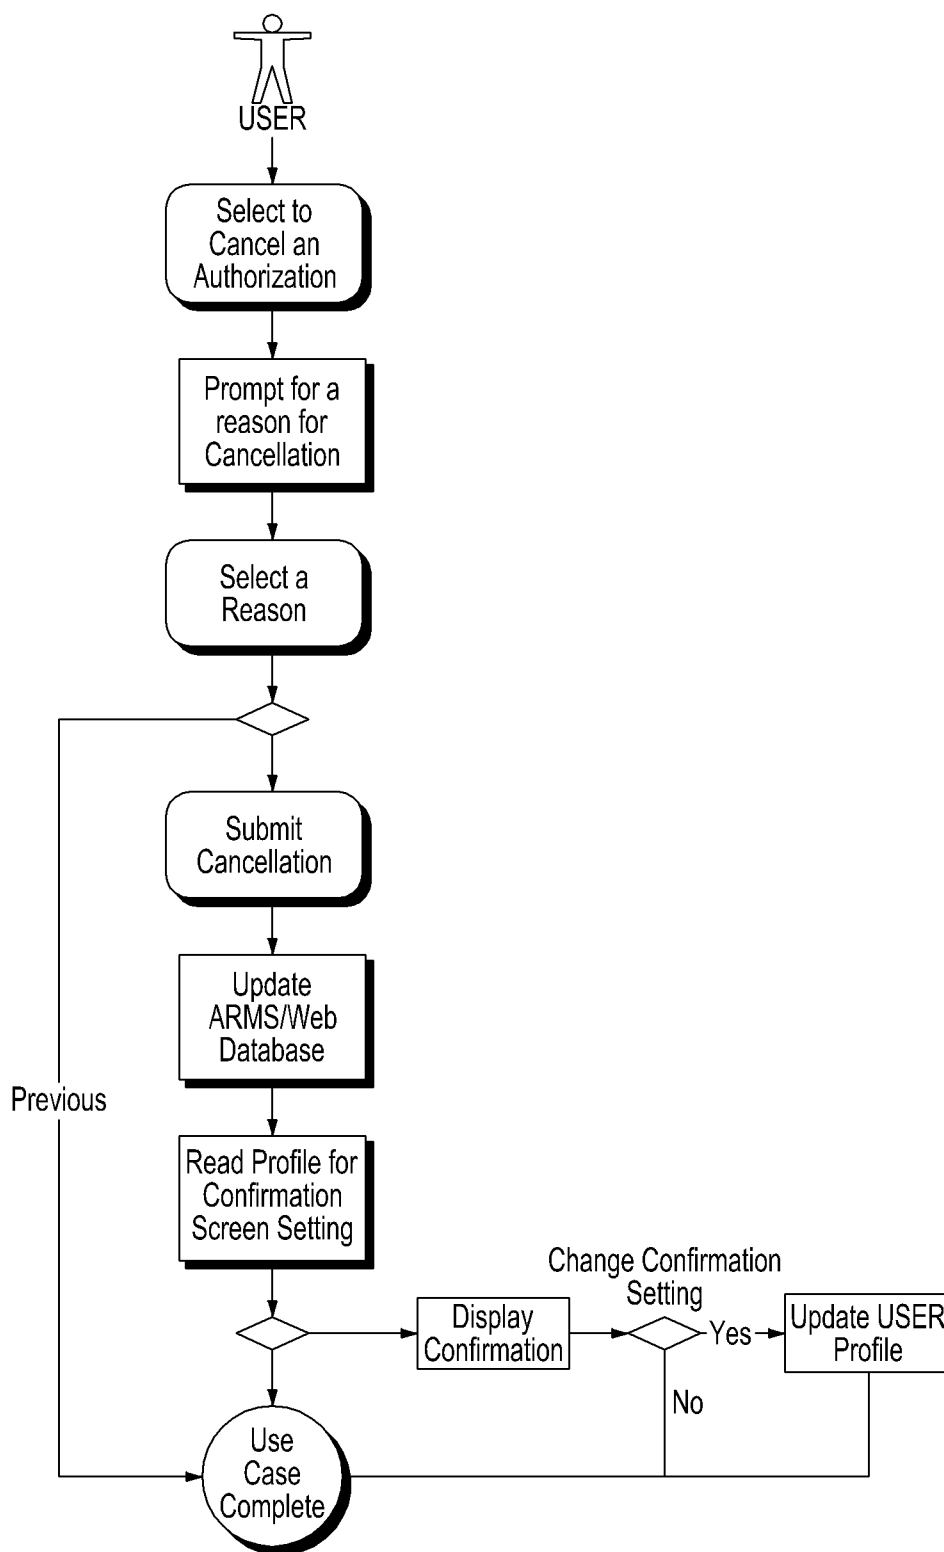 USER
Select to
Cancel an
Authorization
Prompt for a
reason for
Cancellation
Select a
Reason
Submit
Cancellation
Update
ARMS/Web
Database
Previous
Read Profile for
Confirmation
Screen Setting
Change Confirmation
Setting
Display
Confirmation
Yes
Update USER
Profile
No
Use
Case
Complete